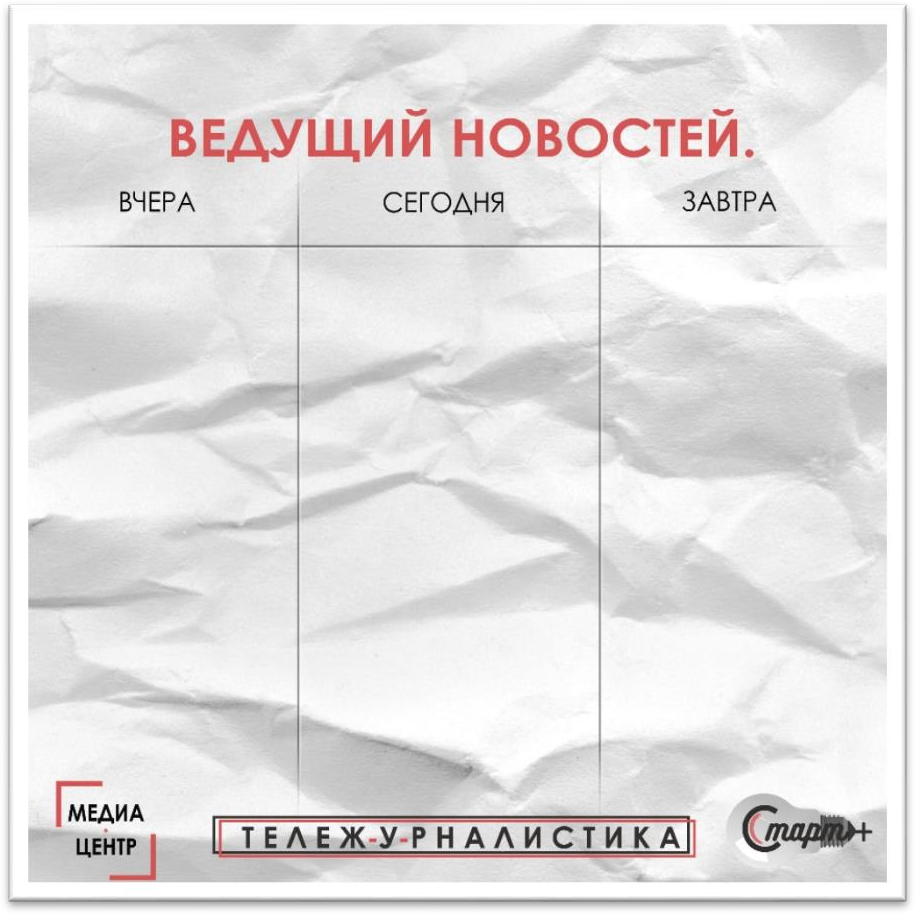 ВЕДУЩИЙ НОВОСТЕЙ.
ВЧЕРА СЕГОДНЯ ЗАВТРА
МЕДИА
ЦЕНТР
ТЕЛЕЖ-У-РНАЛИСТИКА
Старт+